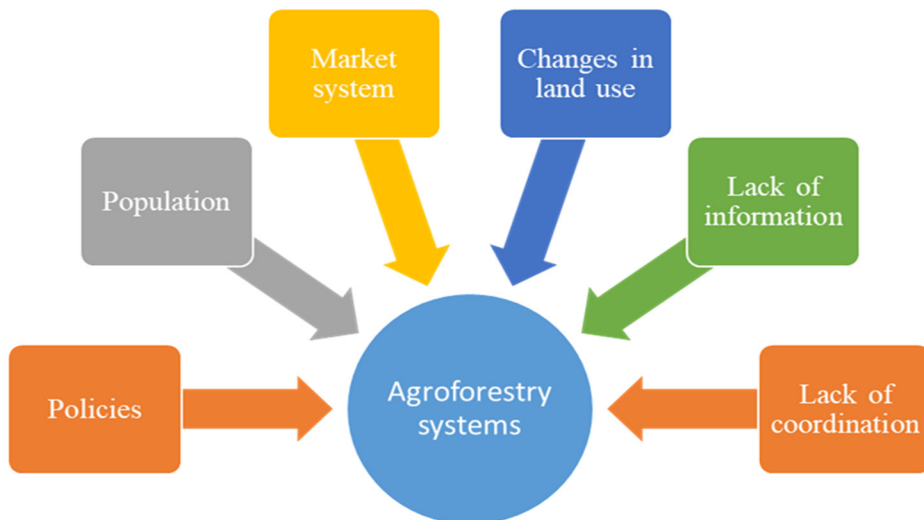 Market
system
Changes in
land use
Population
Lack of
information
Policies
Agroforestry
systems
Lack of
coordination